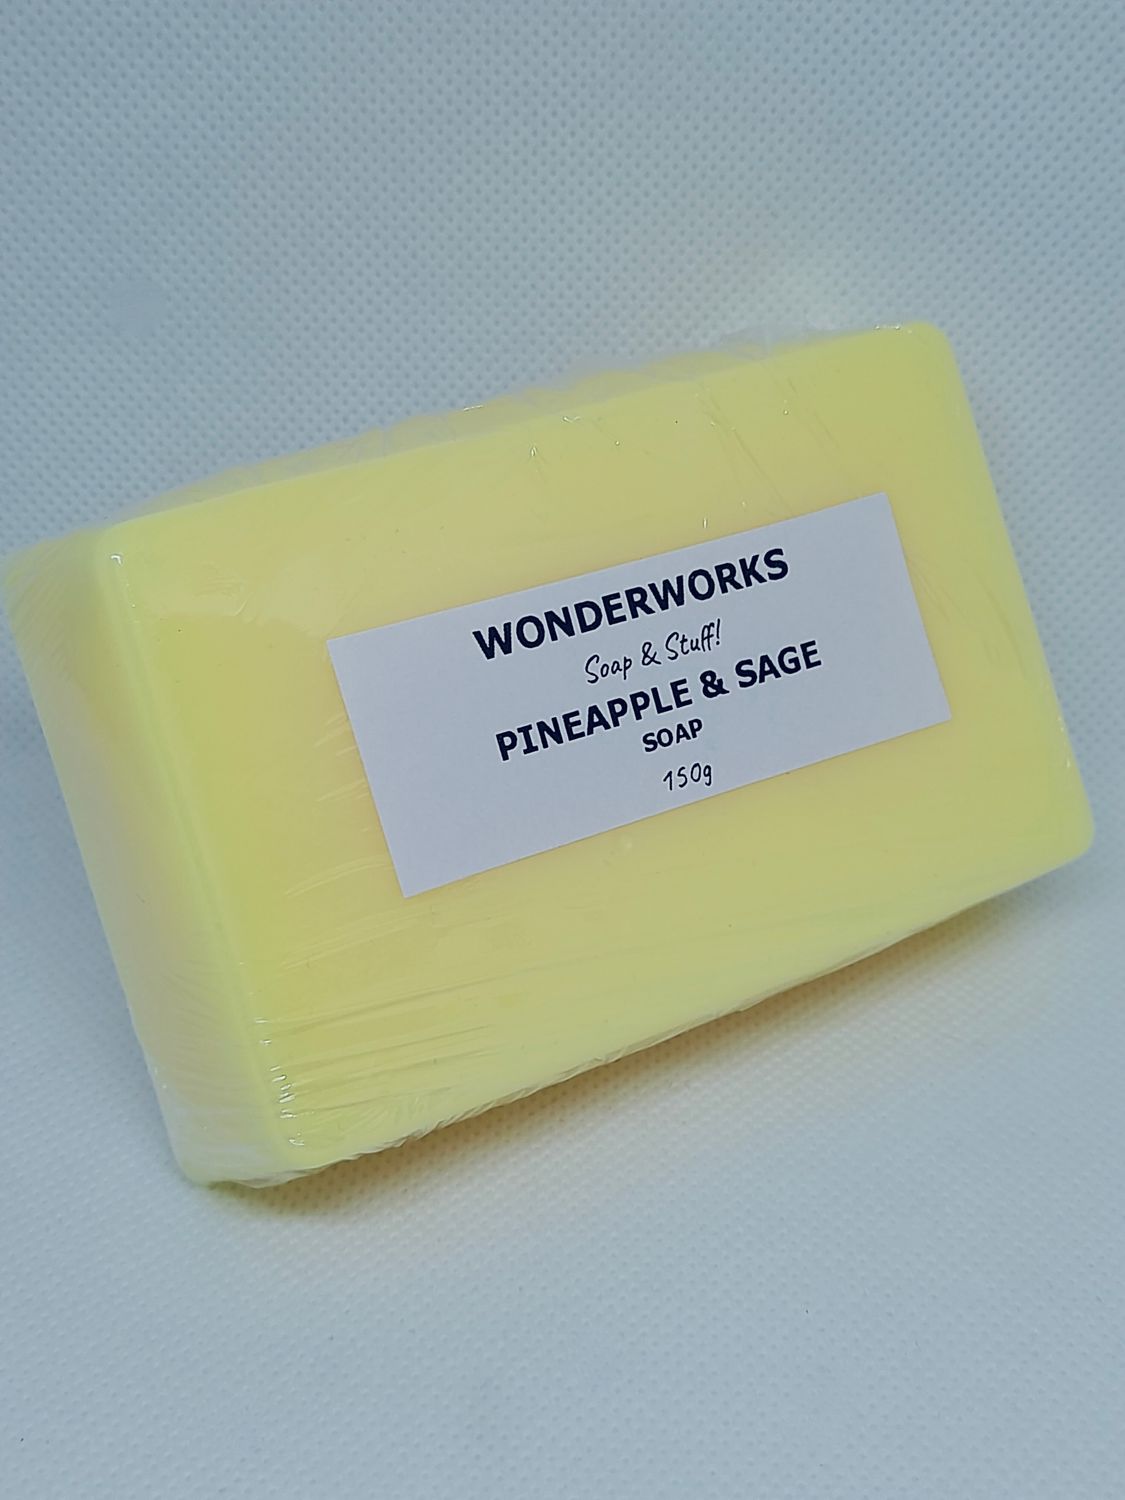 WONDERWORKS
Soap & Stuff!
PINEAPPLE & SAGE
SOAP
150g